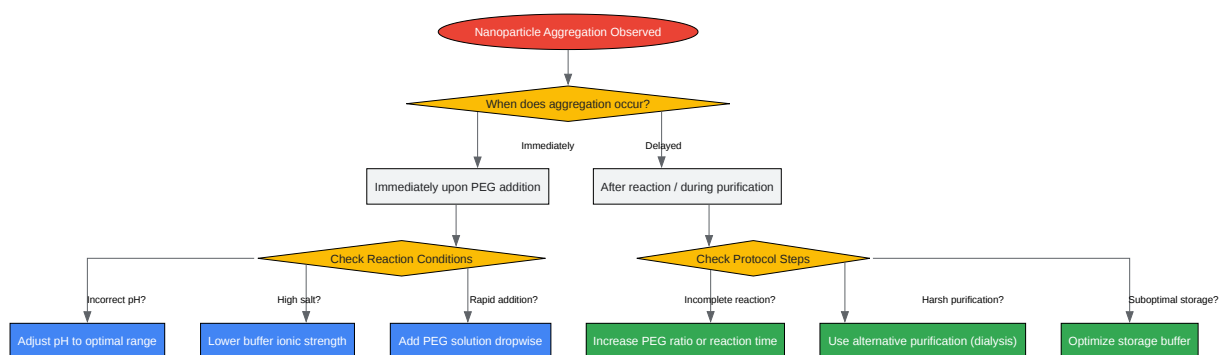 Nanoparticle Aggregation Observed
When does aggregation occur?
Immediately
Delayed
Immediately upon PEG addition
After reaction / during purification
Check Reaction Conditions
Check Protocol Steps
Incorrect pH?
High salt?
Rapid addition?
Incomplete reaction?
Harsh purification?
Suboptimal storage?
Adjust pH to optimal range
Lower buffer ionic strength
Add PEG solution dropwise
Increase PEG ratio or reaction time
Use alternative purification (dialysis)
Optimize storage buffer